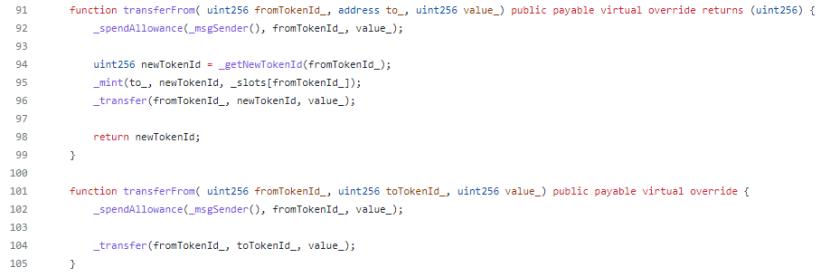 91 function transferFrom( uint256 fromTokenId_, address to_, uint256 value_) public payable virtual override returns (uint256) {
92 _spendAllowance(_msgSender(), fromTokenId_, value_);
93
94 uint256 newTokenId = _getNewTokenId(fromTokenId_);
95 _mint(to_, newTokenId, _slots[fromTokenId_]);
96 _transfer(fromTokenId_, newTokenId, value_);
97
98 return newTokenId;
99 }
100
101 function transferFrom( uint256 fromTokenId_, uint256 toTokenId_, uint256 value_) public payable virtual override {
102 _spendAllowance(_msgSender(), fromTokenId_, value_);
103
104 _transfer(fromTokenId_, toTokenId_, value_);
105 }